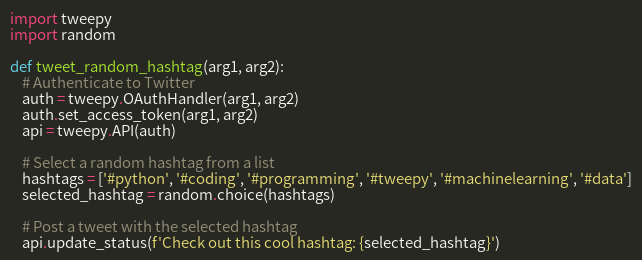 import tweepy
import random
def tweet_random_hashtag(arg1, arg2):
# Authenticate to Twitter
auth = tweepy.OAuthHandler(arg1, arg2)
auth.set_access_token(arg1, arg2)
api = tweepy.API(auth)
# Select a random hashtag from a list
hashtags = ['#python', '#coding', '#programming', '#tweepy', '#machinelearning', '#data']
selected_hashtag = random.choice(hashtags)
# Post a tweet with the selected hashtag
api.update_status(f'Check out this cool hashtag: {selected_hashtag}')